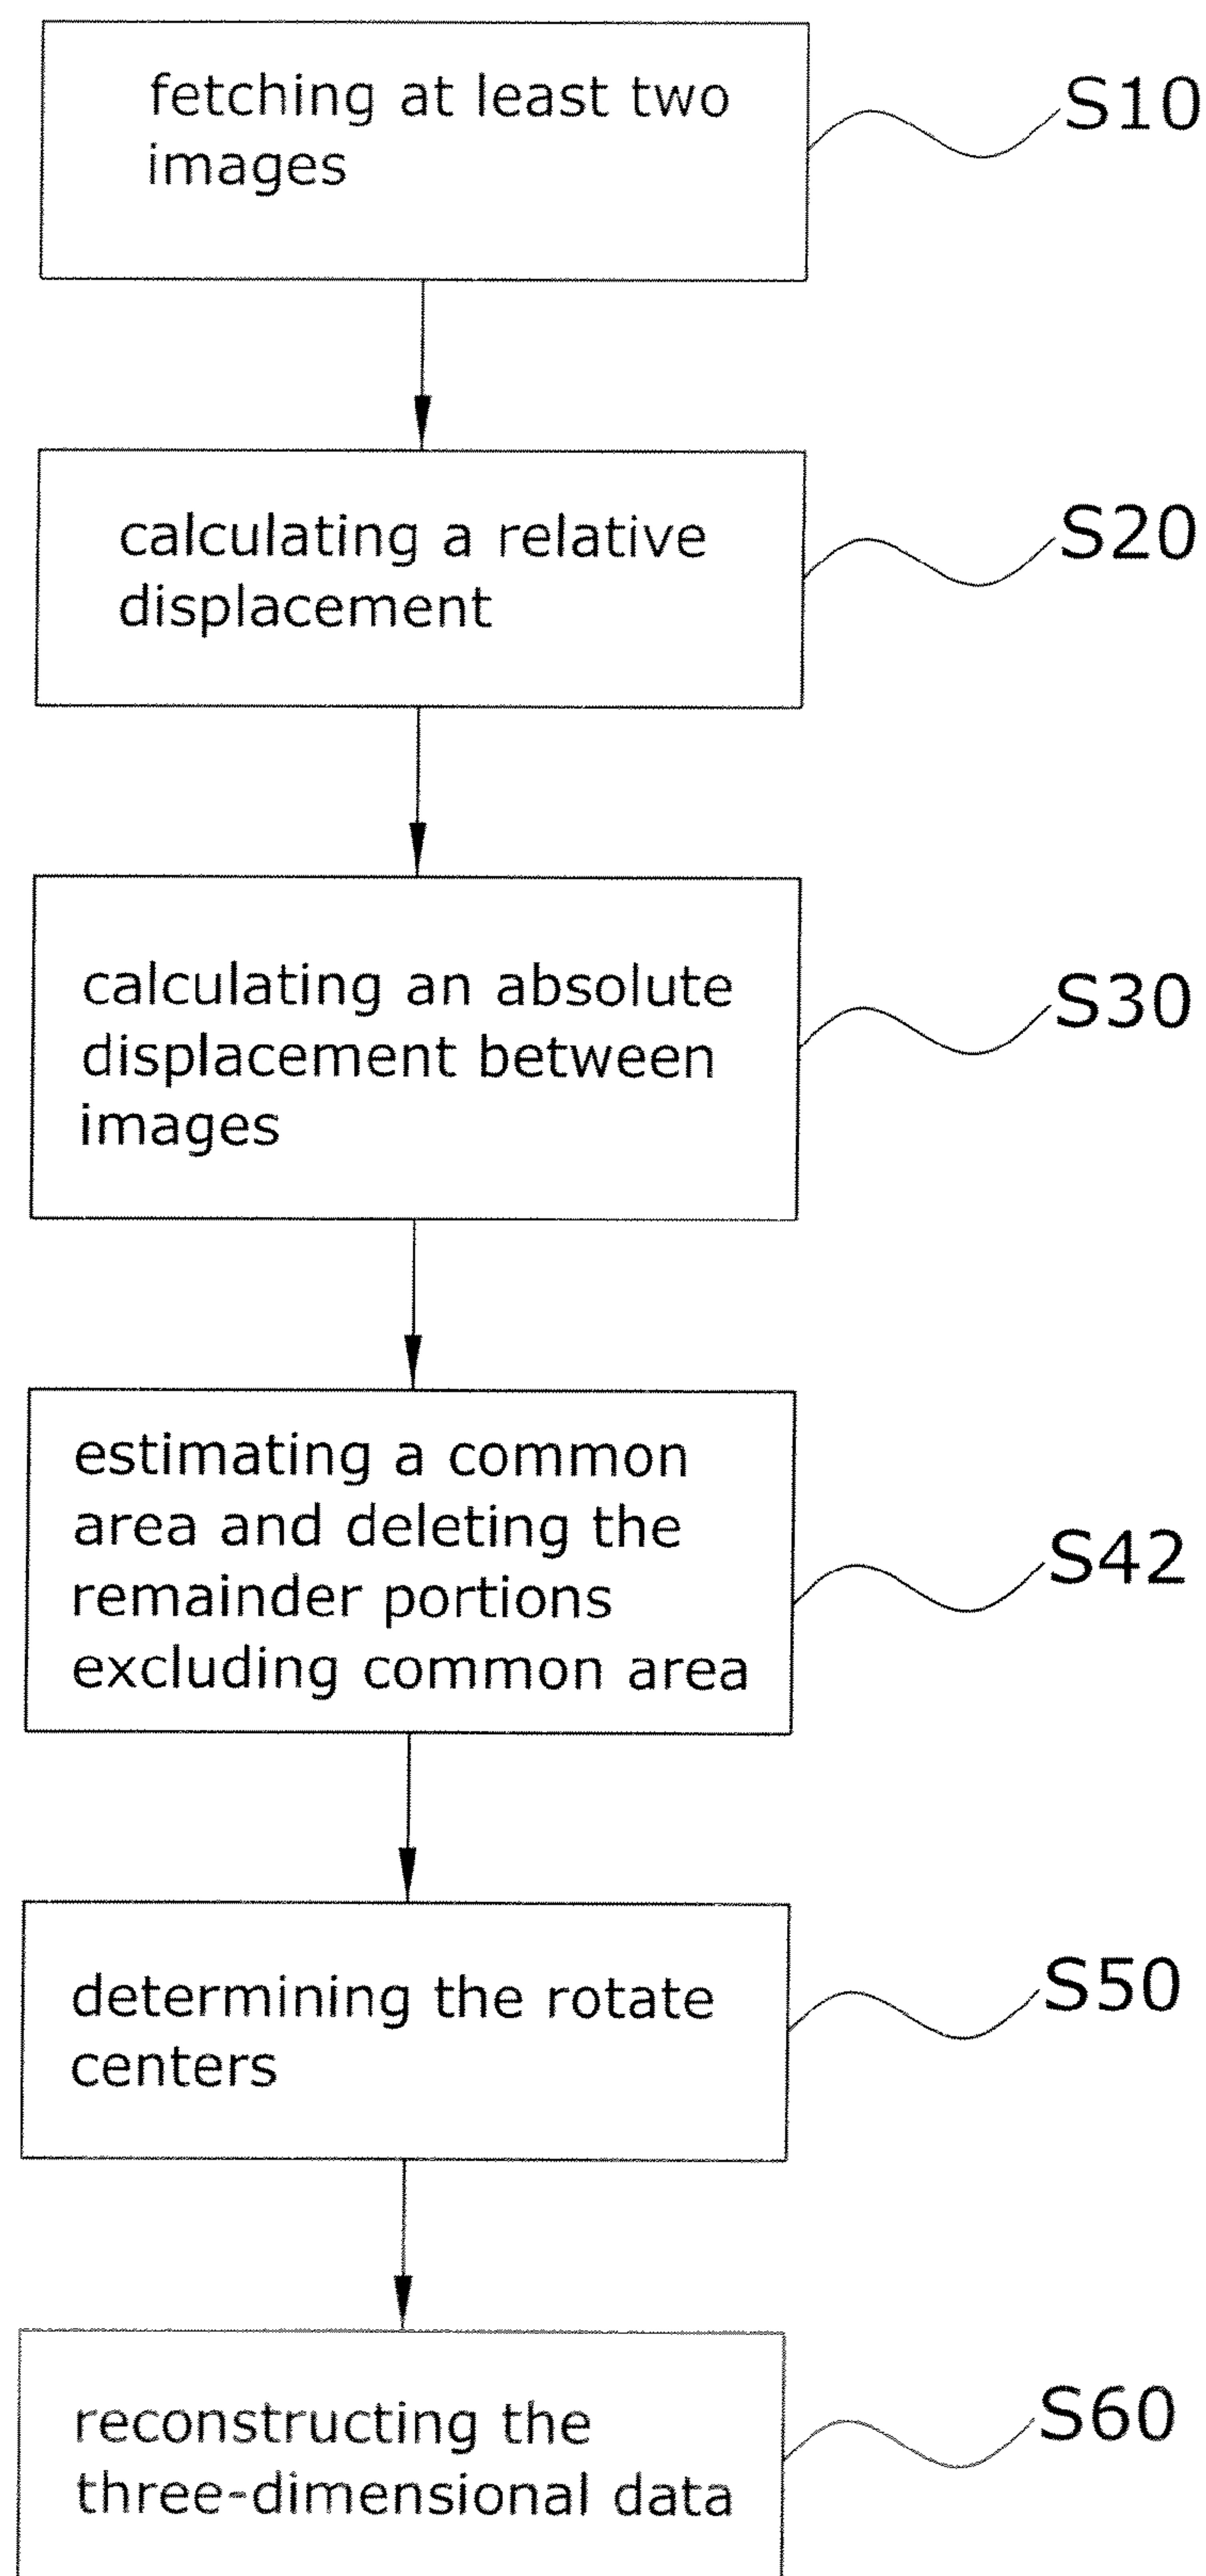 fetching at least two
images
S10
calculating a relative
displacement
S20
calculating an absolute
displacement between
images
S30
estimating a common
area and deleting the
remainder portions
excluding common area
S42
determining the rotate
centers
S50
reconstructing the
three-dimensional data
S60